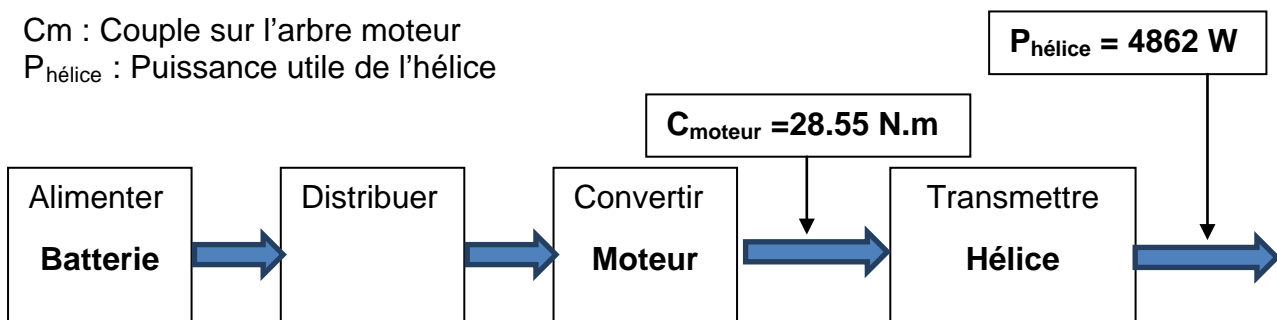 Cm : Couple sur l’arbre moteur
Phélice : Puissance utile de l’hélice
Phélice = 4862 W
Cmoteur =28.55 N.m
Alimenter
Batterie
Distribuer
Convertir
Moteur
Transmettre
Hélice